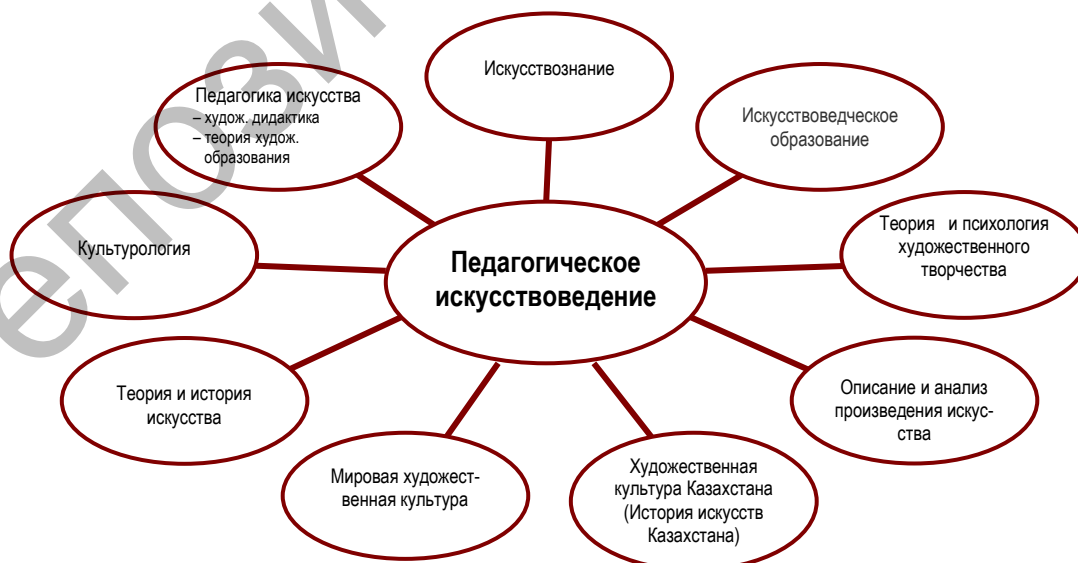 Искусствознание
Педагогика искусства
– худож. дидактика
– теория худож.
образования
Искусствоведческое
образование
Культурология
Педагогическое
искусствоведение
Теория и психология
художественного
творчества
Теория и история
искусства
Описание и анализ
произведения искус-
ства
Мировая художест-
венная культура
Художественная
культура Казахстана
(История искусств
Казахстана)
епози